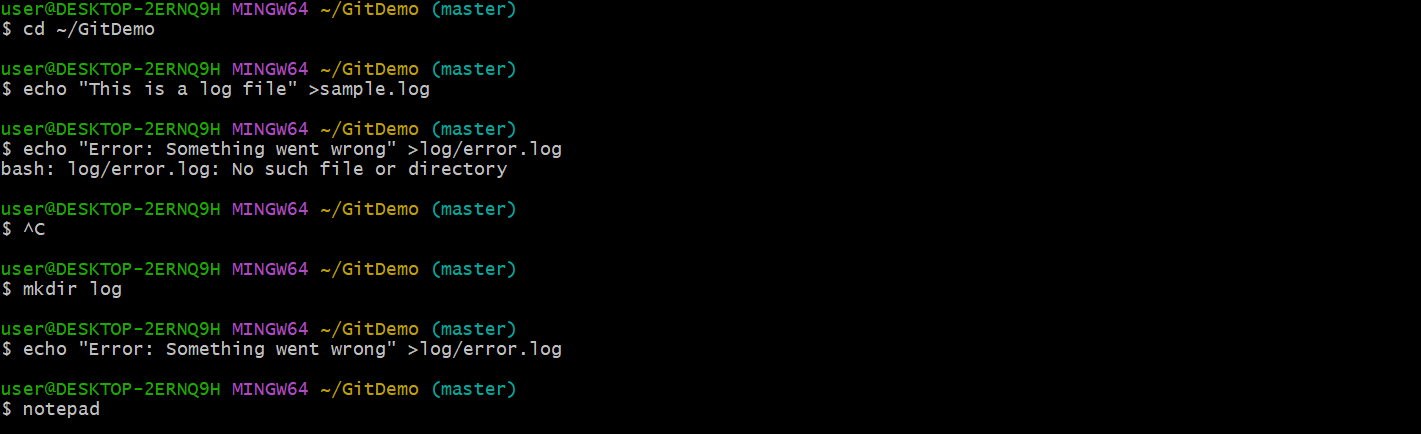 user@DESKTOP-2ERNQ9H MINGW64 ~/GitDemo (master)
$ cd ~/GitDemo
user@DESKTOP-2ERNQ9H MINGW64 ~/GitDemo (master)
$ echo "This is a log file" >sample.log
user@DESKTOP-2ERNQ9H MINGW64 ~/GitDemo (master)
$ echo "Error: Something went wrong" >log/error.log
bash: log/error.log: No such file or directory
user@DESKTOP-2ERNQ9H MINGW64 ~/GitDemo (master)
$ ^C
user@DESKTOP-2ERNQ9H MINGW64 ~/GitDemo (master)
$ mkdir log
user@DESKTOP-2ERNQ9H MINGW64 ~/GitDemo (master)
$ echo "Error: Something went wrong" >log/error.log
user@DESKTOP-2ERNQ9H MINGW64 ~/GitDemo (master)
$ notepad